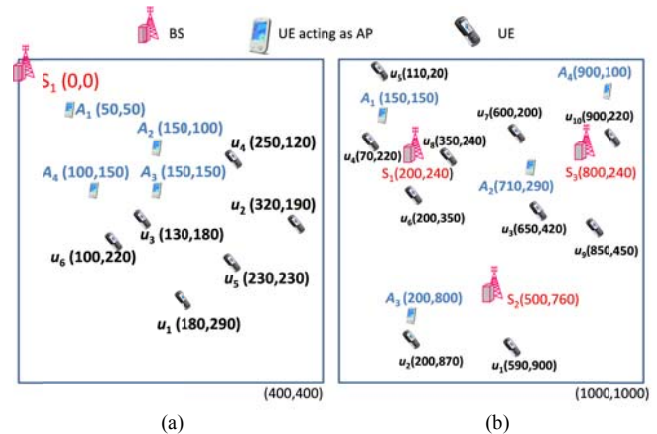 BS
UE acting as AP
UE
S1 (0,0)
A1 (50,50)
A2 (150,100)
u4 (250,120)
A4 (100,150)
A3 (150,150)
u2 (320,190)
u3 (130,180)
u6 (100,220)
u5 (230,230)
u1 (180,290)
(400,400)
(a)
u5(110,20)
A4(900,100)
A1 (150,150)
u7(600,200)
u10(900,220)
u4(70,220)
u8(350,240)
S1(200,240)
A2(710,290)
S3(800,240)
u6(200,350)
u3(650,420)
u9(850,450)
A3 (200,800)
S2(500,760)
u2(200,870)
u1(590,900)
(1000,1000)
(b)